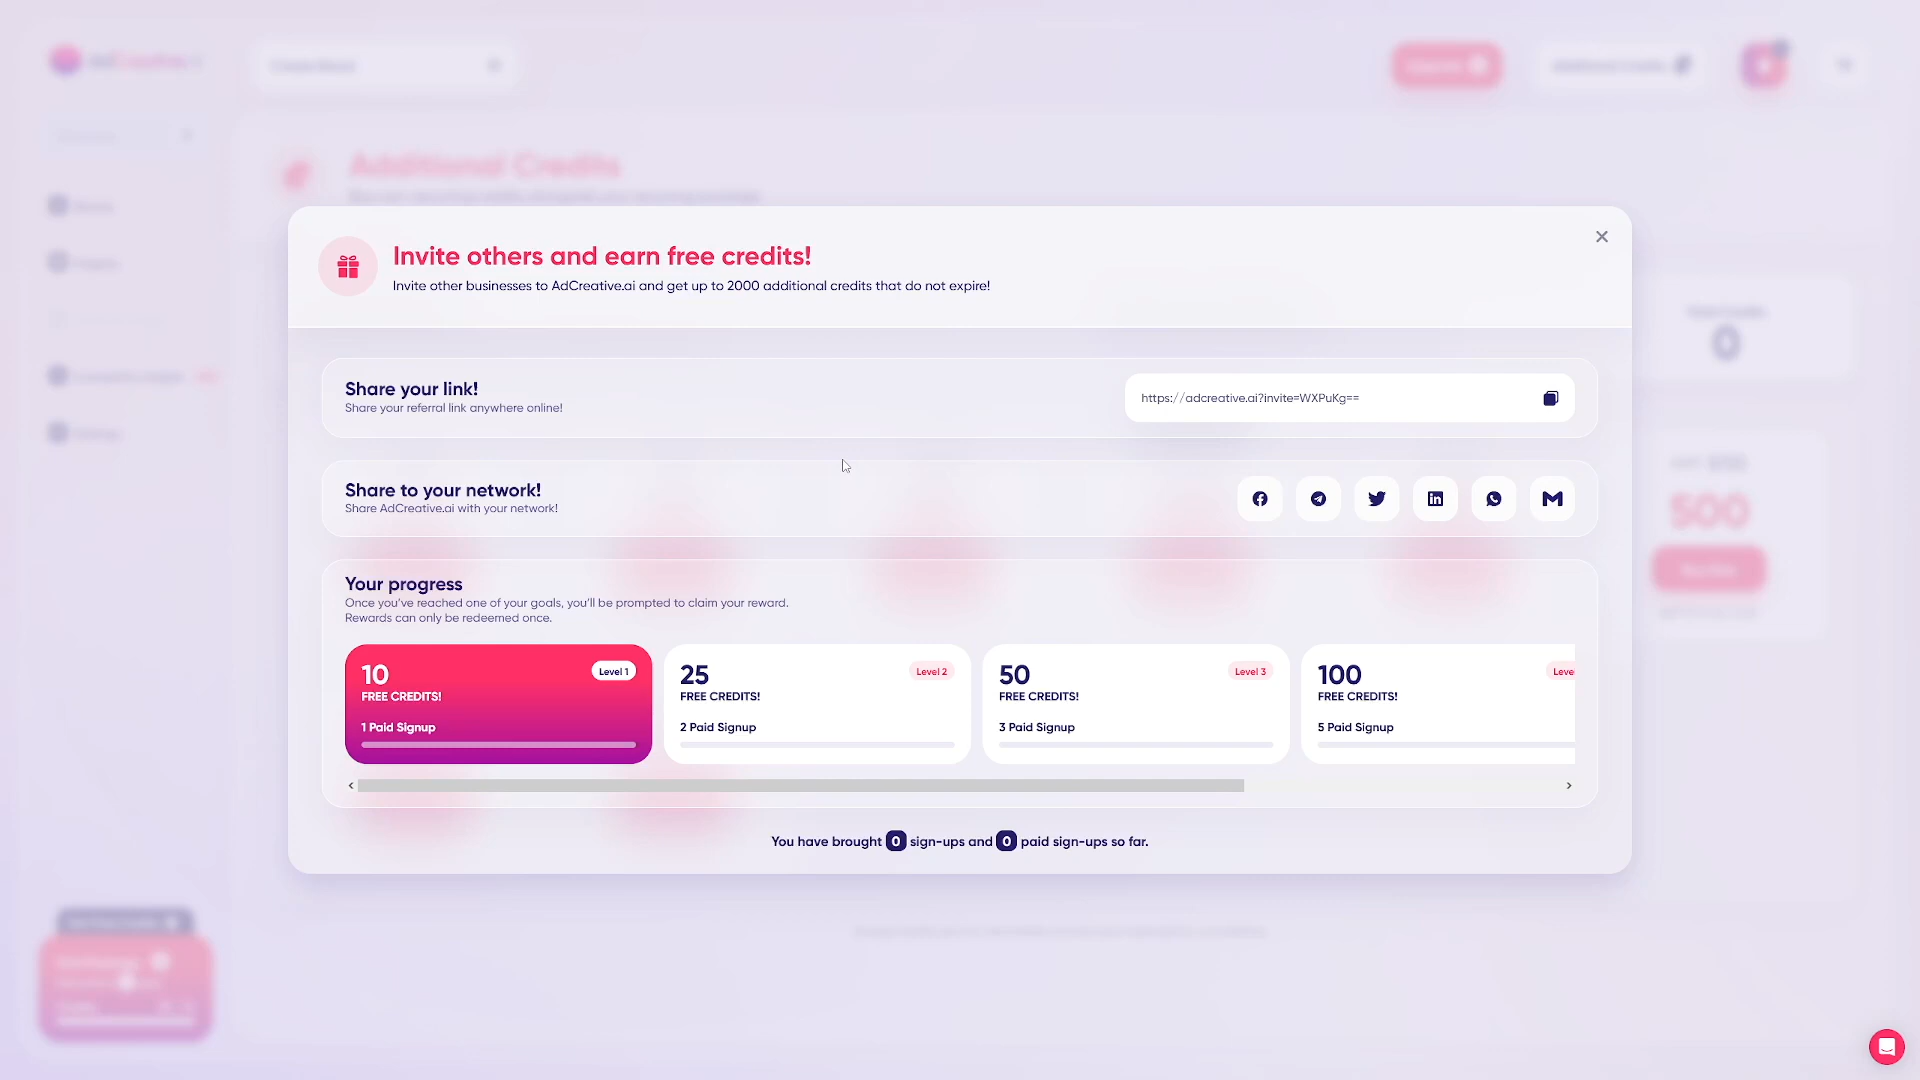 Additional Credits
0
500
Invite others and earn free credits!
Invite other businesses to AdCreative.ai and get up to 2000 additional credits that do not expire!
Share your link!
Share your referral link anywhere online!
https://adcreative.ai?invite=WXPuKg==
Share to your network!
Share AdCreative.ai with your network!
Your progress
Once you've reached one of your goals, you'll be prompted to claim your reward.
Rewards can only be redeemed once.
10
Level 1
FREE CREDITS!
1 Paid Signup
25
Level 2
FREE CREDITS!
2 Paid Signup
50
Level 3
FREE CREDITS!
3 Paid Signup
100
Leve
FREE CREDITS!
5 Paid Signup
You have brought 0 sign-ups and 0 paid sign-ups so far.